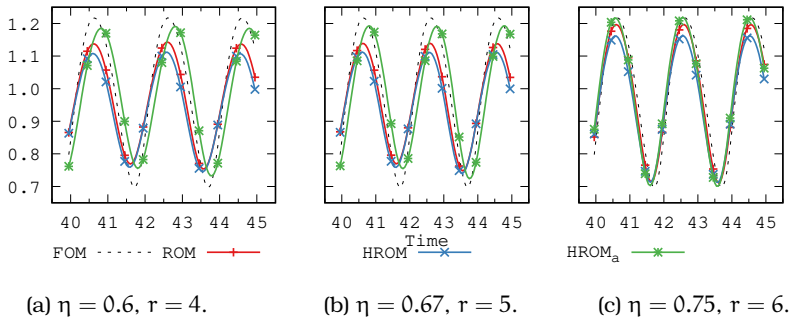 1.2
1.1
1.0
0.9
0.8
0.7
40 41 42 43 44 45
40 41 42 43 44 45
40 41 42 43 44 45
Time
FOM ROM HROM HROMa
(a) η = 0.6, r = 4.
(b) η = 0.67, r = 5.
(c) η = 0.75, r = 6.